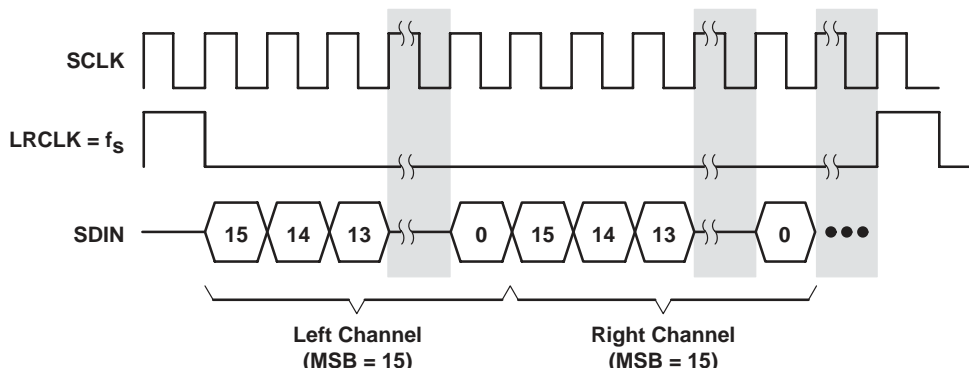 SCLK
LRCLK = fs
SDIN
15 14 13 0 15 14 13 0 •••
Left Channel
(MSB = 15)
Right Channel
(MSB = 15)